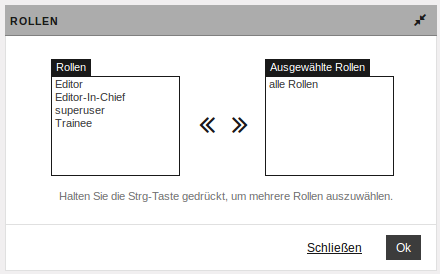 ROLLEN
Rollen
Editor
Editor-In-Chief
superuser
Trainee
Ausgewählte Rollen
alle Rollen
Halten Sie die Strg-Taste gedrückt, um mehrere Rollen auszuwählen.
Schließen
Ok